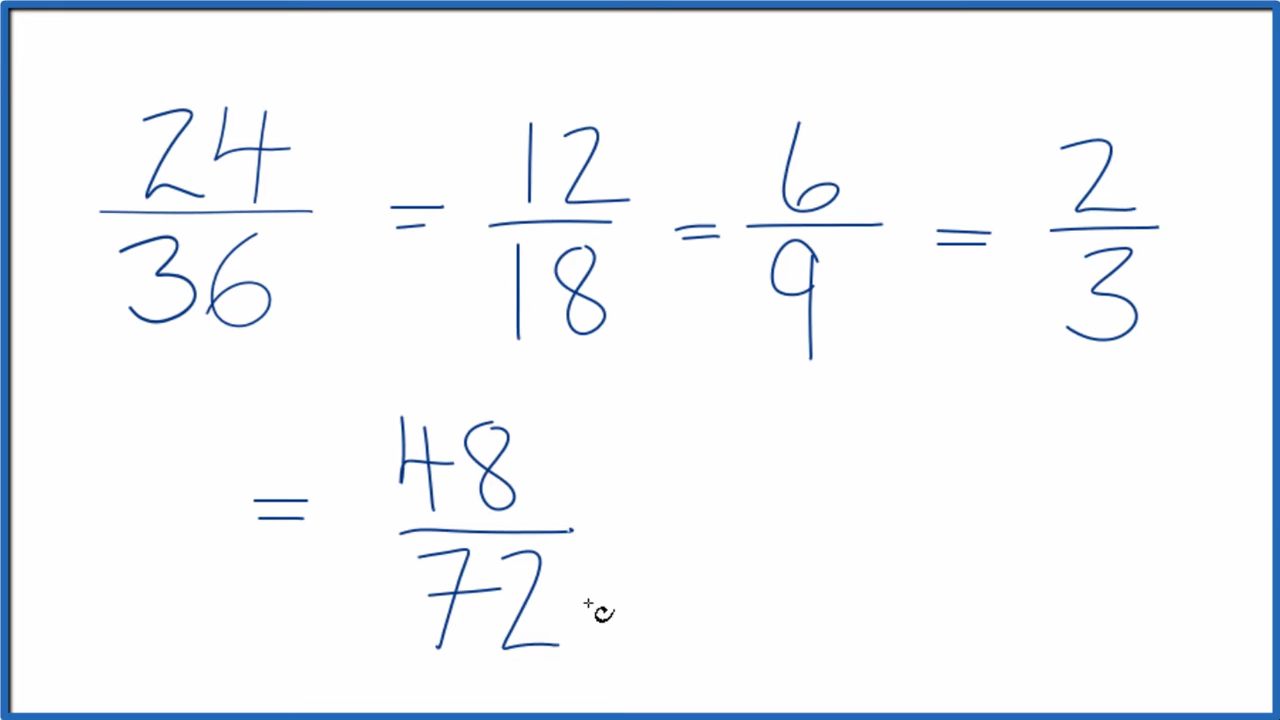 24/36 = 12/18 = 6/9 = 2/3
= 48/72